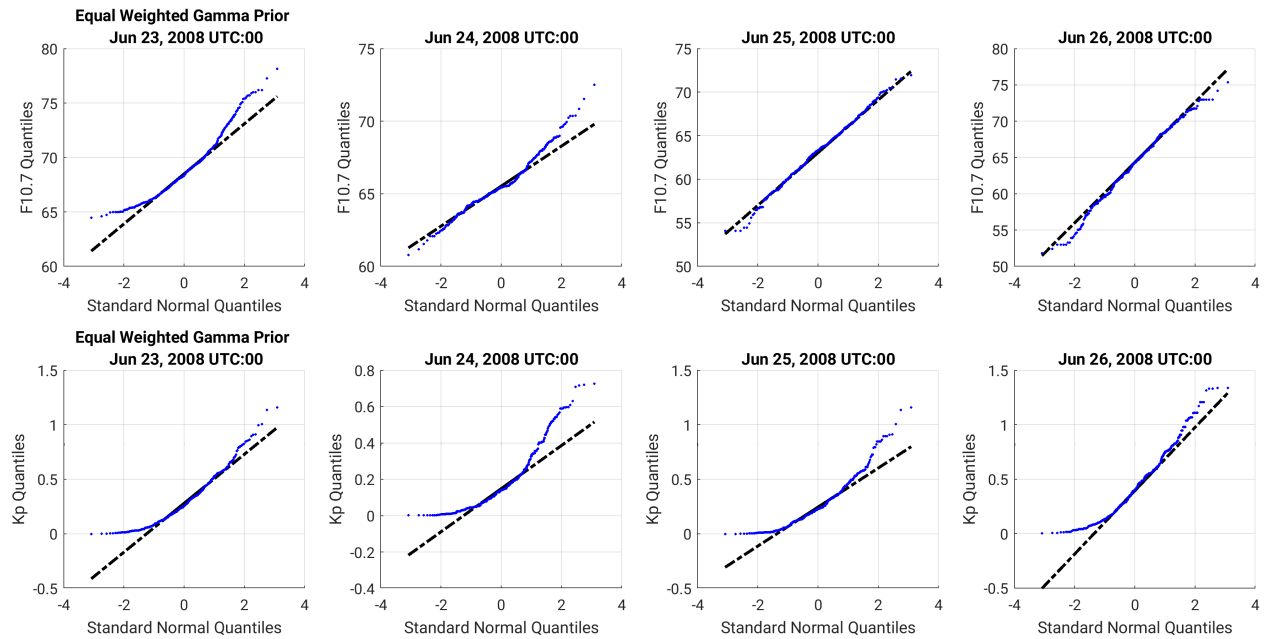 Equal Weighted Gamma Prior
Jun 23, 2008 UTC:00
80
75
70
65
60
F10.7 Quantiles
-4 -2 0 2 4
Standard Normal Quantiles
Jun 24, 2008 UTC:00
75
70
65
60
F10.7 Quantiles
-4 -2 0 2 4
Standard Normal Quantiles
Jun 25, 2008 UTC:00
75
70
65
60
55
50
F10.7 Quantiles
-4 -2 0 2 4
Standard Normal Quantiles
Jun 26, 2008 UTC:00
80
75
70
65
60
55
50
F10.7 Quantiles
-4 -2 0 2 4
Standard Normal Quantiles
Equal Weighted Gamma Prior
Jun 23, 2008 UTC:00
1.5
1
0.5
0
-0.5
Kp Quantiles
-4 -2 0 2 4
Standard Normal Quantiles
Jun 24, 2008 UTC:00
0.8
0.6
0.4
0.2
0
-0.2
-0.4
Kp Quantiles
-4 -2 0 2 4
Standard Normal Quantiles
Jun 25, 2008 UTC:00
1.5
1
0.5
0
-0.5
Kp Quantiles
-4 -2 0 2 4
Standard Normal Quantiles
Jun 26, 2008 UTC:00
1.5
1
0.5
0
-0.5
Kp Quantiles
-4 -2 0 2 4
Standard Normal Quantiles